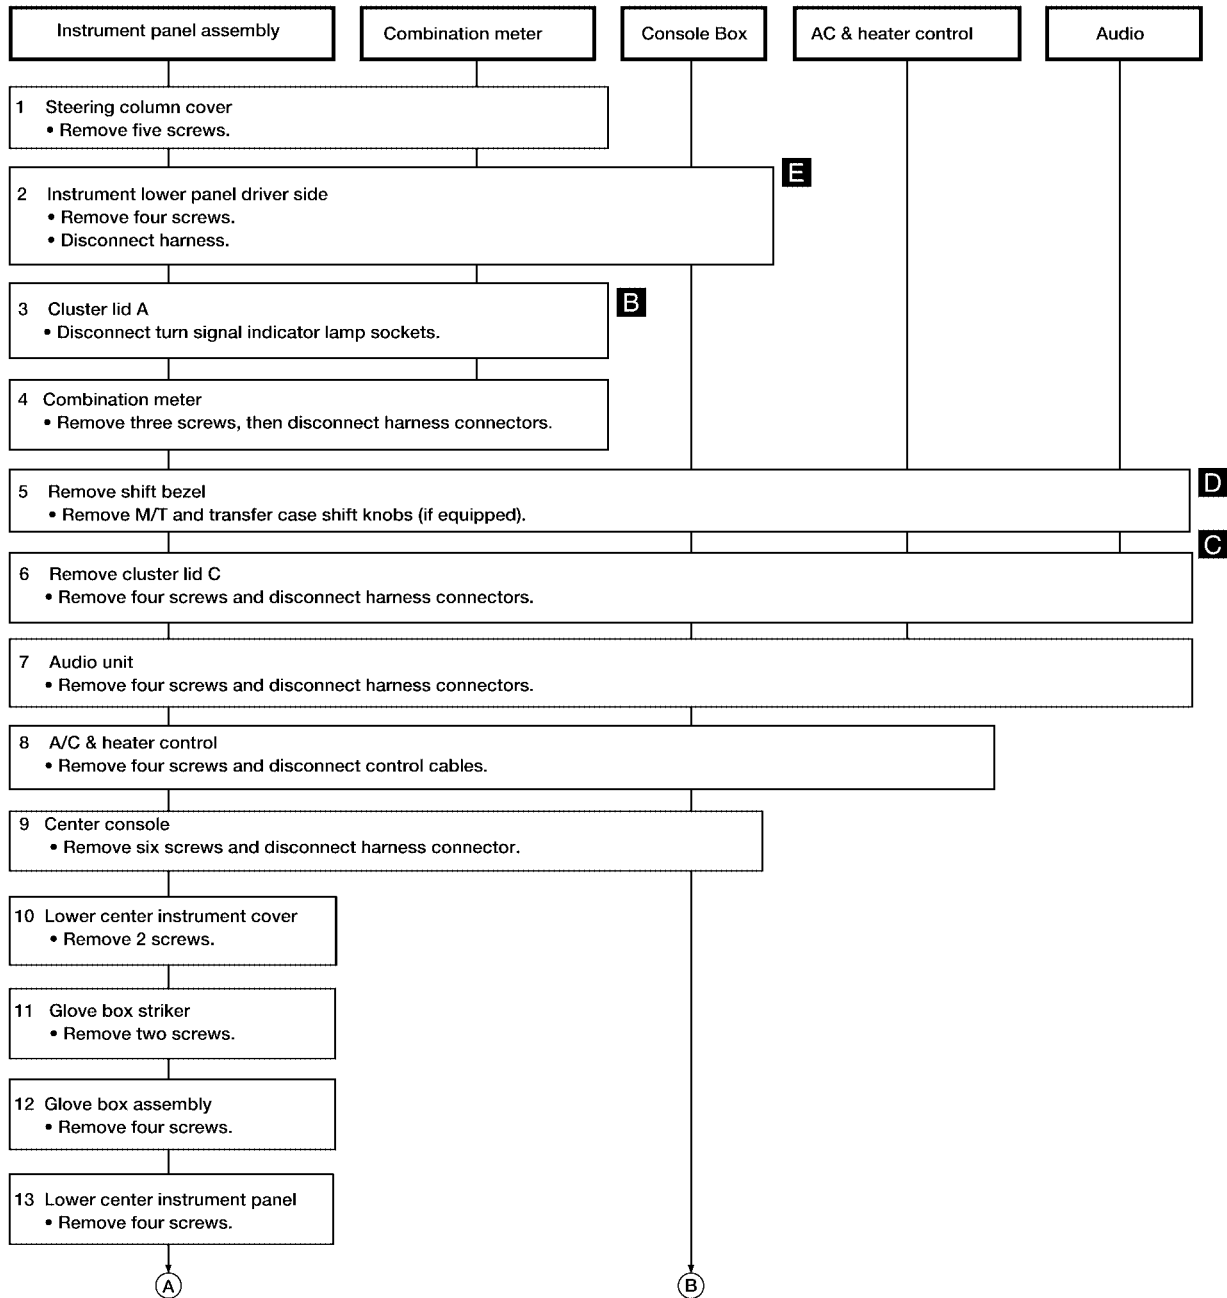 Instrument panel assembly
Combination meter
Console Box
AC & heater control
Audio
1 Steering column cover
• Remove five screws.
E
2 Instrument lower panel driver side
• Remove four screws.
• Disconnect harness.
B
3 Cluster lid A
• Disconnect turn signal indicator lamp sockets.
4 Combination meter
• Remove three screws, then disconnect harness connectors.
D
5 Remove shift bezel
• Remove M/T and transfer case shift knobs (if equipped).
C
6 Remove cluster lid C
• Remove four screws and disconnect harness connectors.
7 Audio unit
• Remove four screws and disconnect harness connectors.
8 A/C & heater control
• Remove four screws and disconnect control cables.
9 Center console
• Remove six screws and disconnect harness connector.
10 Lower center instrument cover
• Remove 2 screws.
11 Glove box striker
• Remove two screws.
12 Glove box assembly
• Remove four screws.
13 Lower center instrument panel
• Remove four screws.
A
B